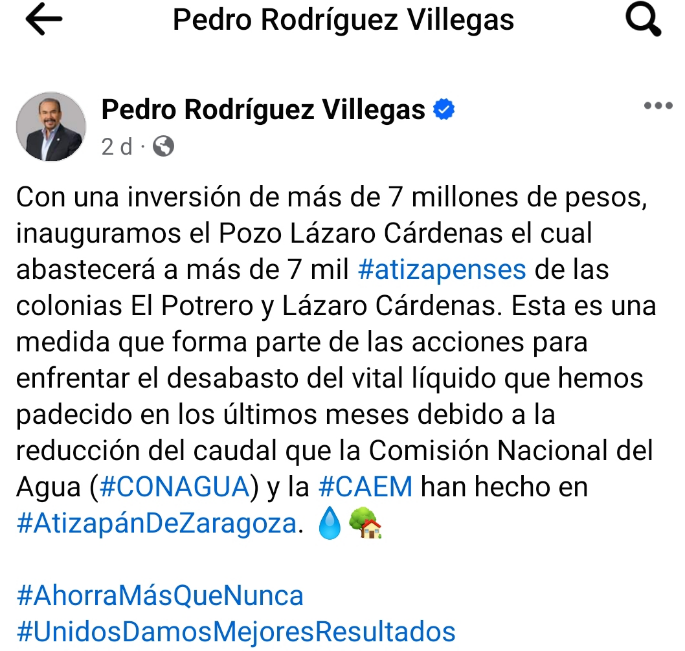 Pedro Rodríguez Villegas
Pedro Rodríguez Villegas
2 d ·
Con una inversión de más de 7 millones de pesos,
inauguramos el Pozo Lázaro Cárdenas el cual
abastecerá a más de 7 mil #atizapenses de las
colonias El Potrero y Lázaro Cárdenas. Esta es una
medida que forma parte de las acciones para
enfrentar el desabasto del vital líquido que hemos
padecido en los últimos meses debido a la
reducción del caudal que la Comisión Nacional del
Agua (#CONAGUA) y la #CAEM han hecho en
#AtizapánDeZaragoza. 💧🏡
#AhorraMásQueNunca
#UnidosDamosMejoresResultados